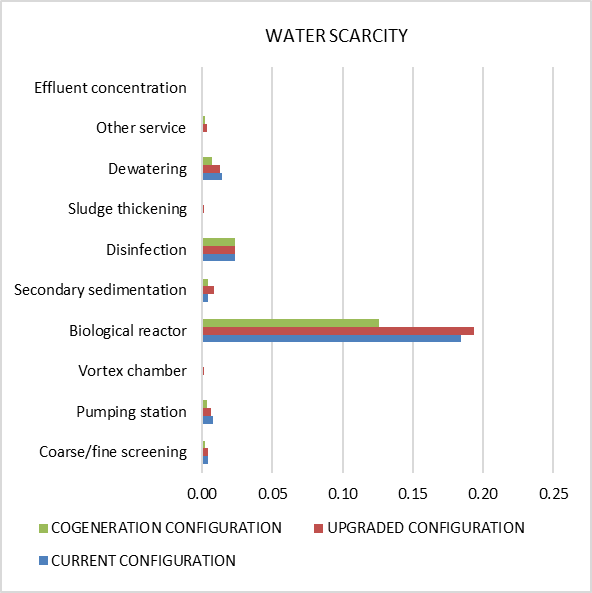 WATER SCARCITY
Effluent concentration
Other service
Dewatering
Sludge thickening
Disinfection
Secondary sedimentation
Biological reactor
Vortex chamber
Pumping station
Coarse/fine screening
0.00 0.05 0.10 0.15 0.20 0.25
COGENERATION CONFIGURATION UPGRADED CONFIGURATION
CURRENT CONFIGURATION